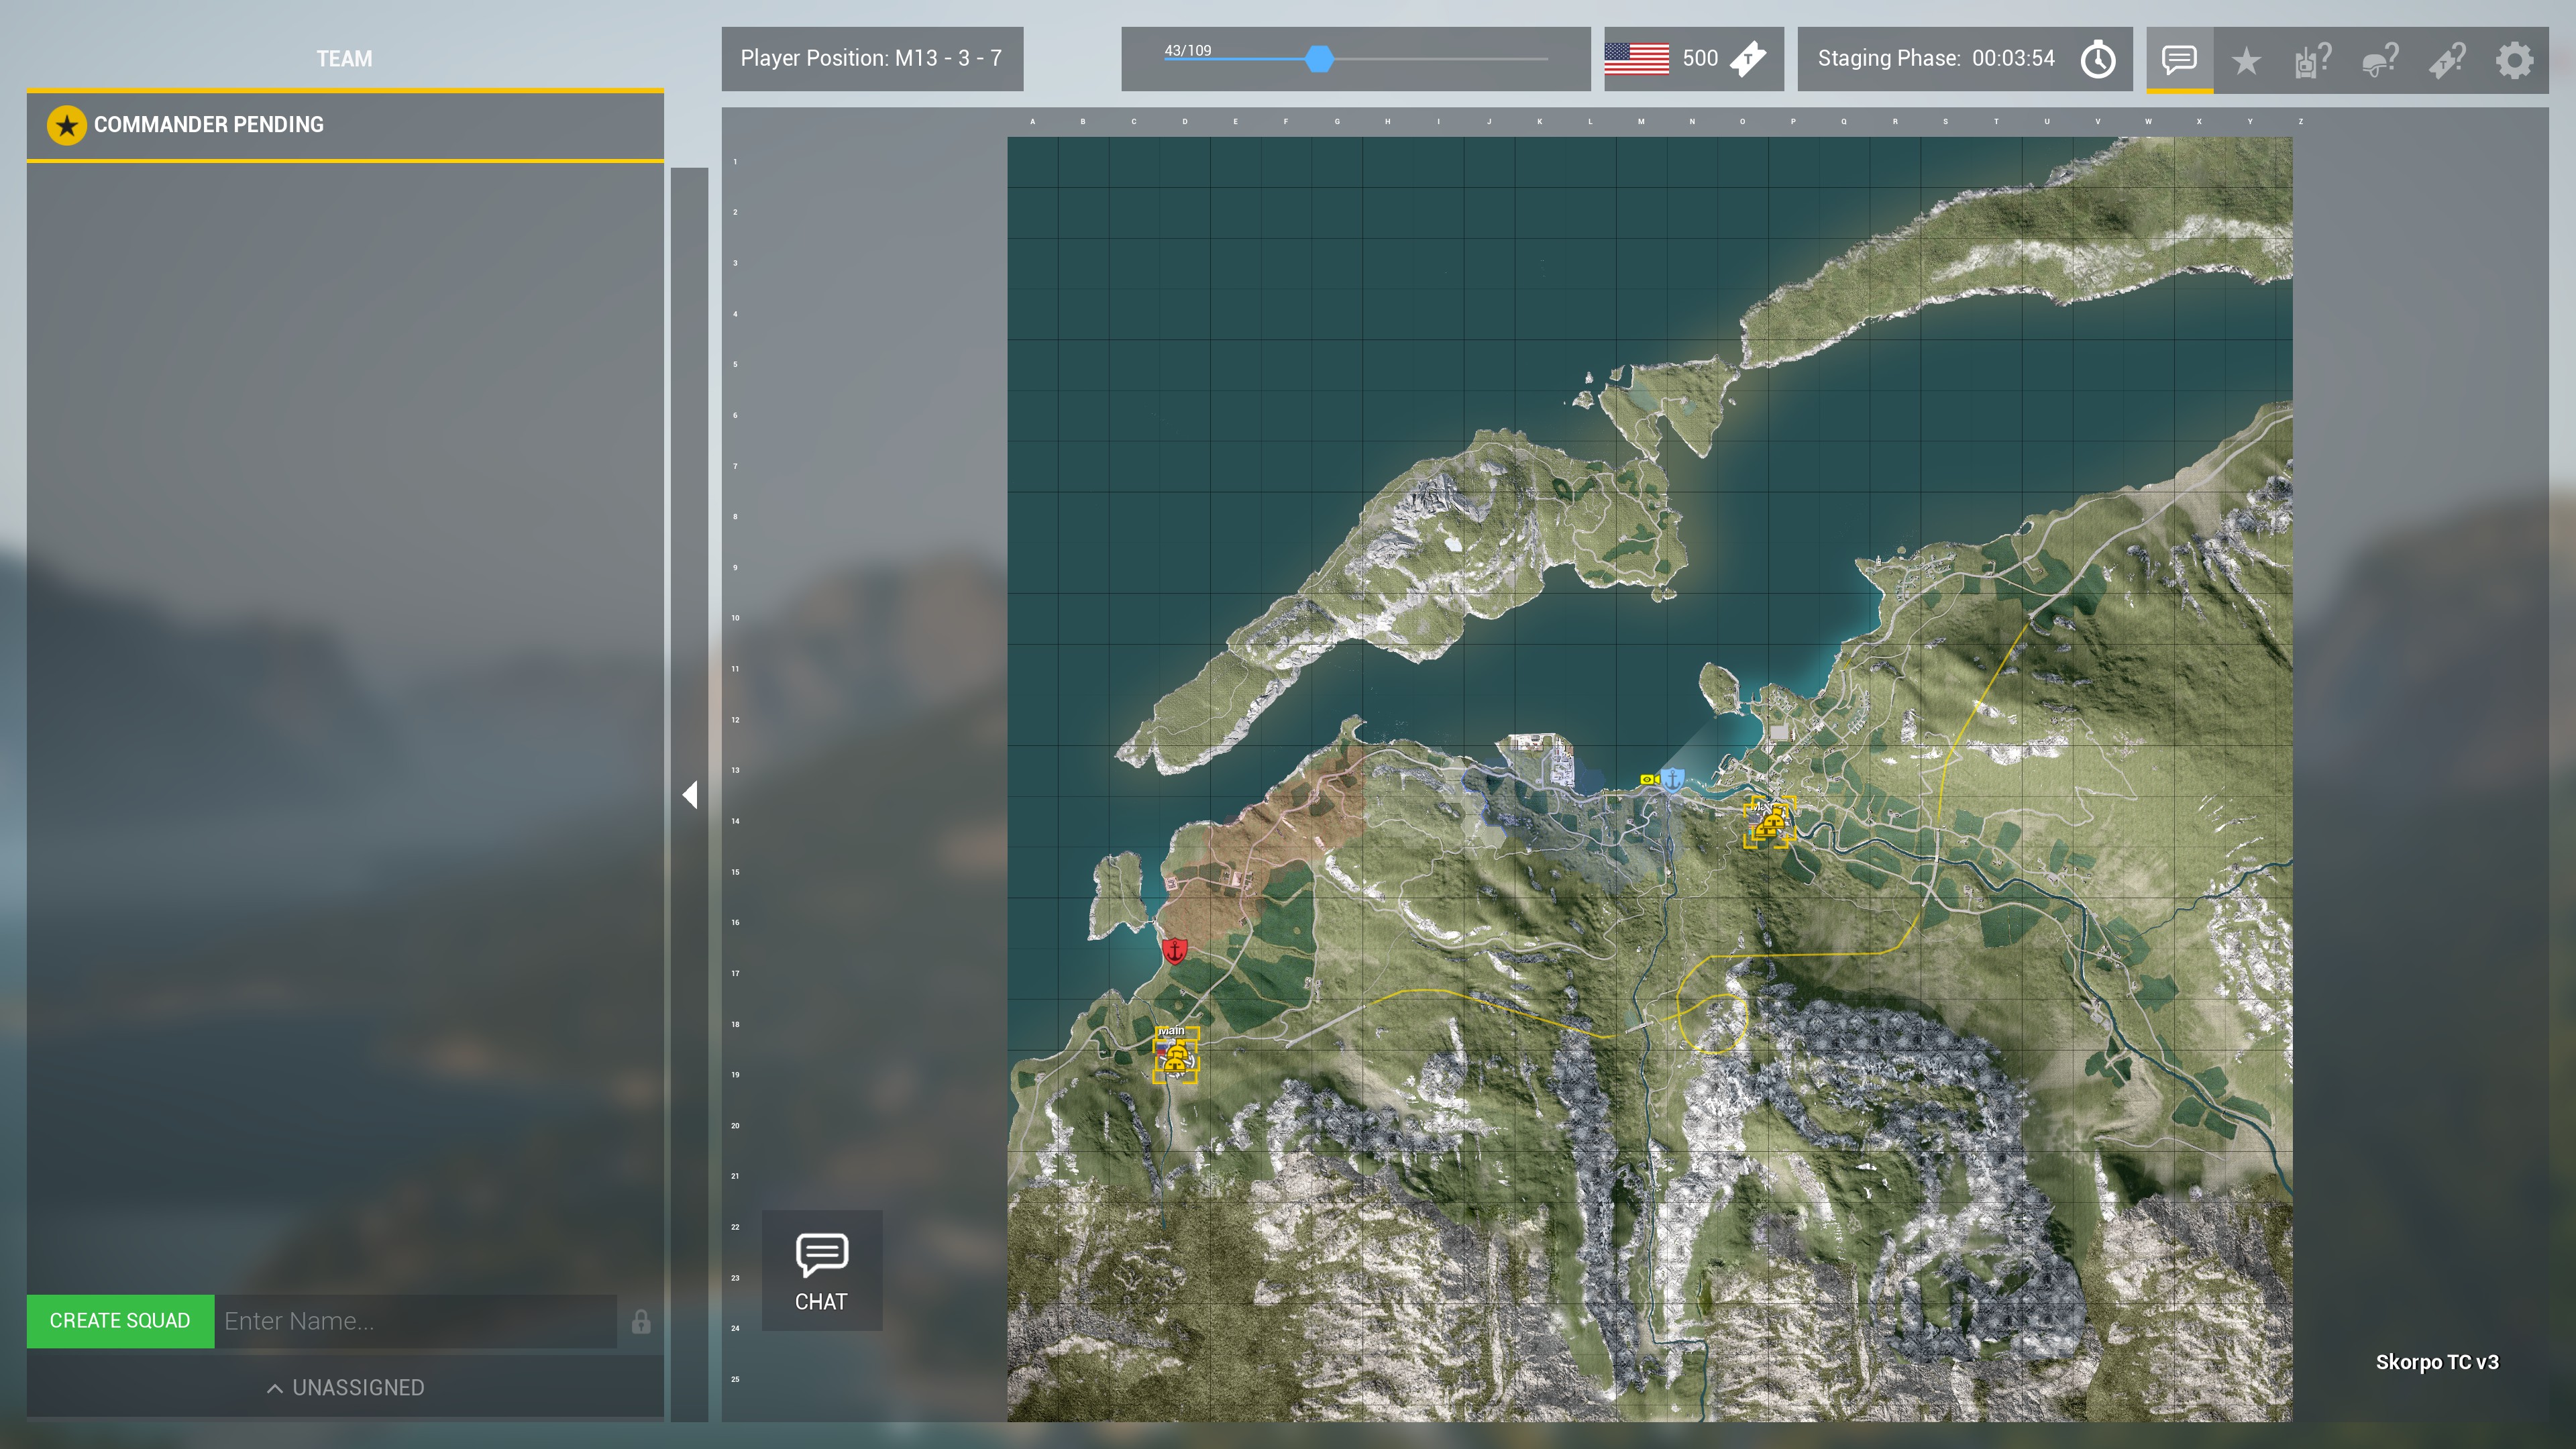 TEAM
Player Position: M13 - 3 - 7
43/109
500
T
Staging Phase: 00:03:54
?
?
T?
COMMANDER PENDING
A B C D E F G H I J K L M N O P Q R S T U V W X Y Z
1
2
3
4
5
6
7
8
9
10
11
12
13
14
15
16
17
18
19
20
21
22
23
24
25
Main
CHAT
CREATE SQUAD
Enter Name...
UNASSIGNED
Skorpo TC v3